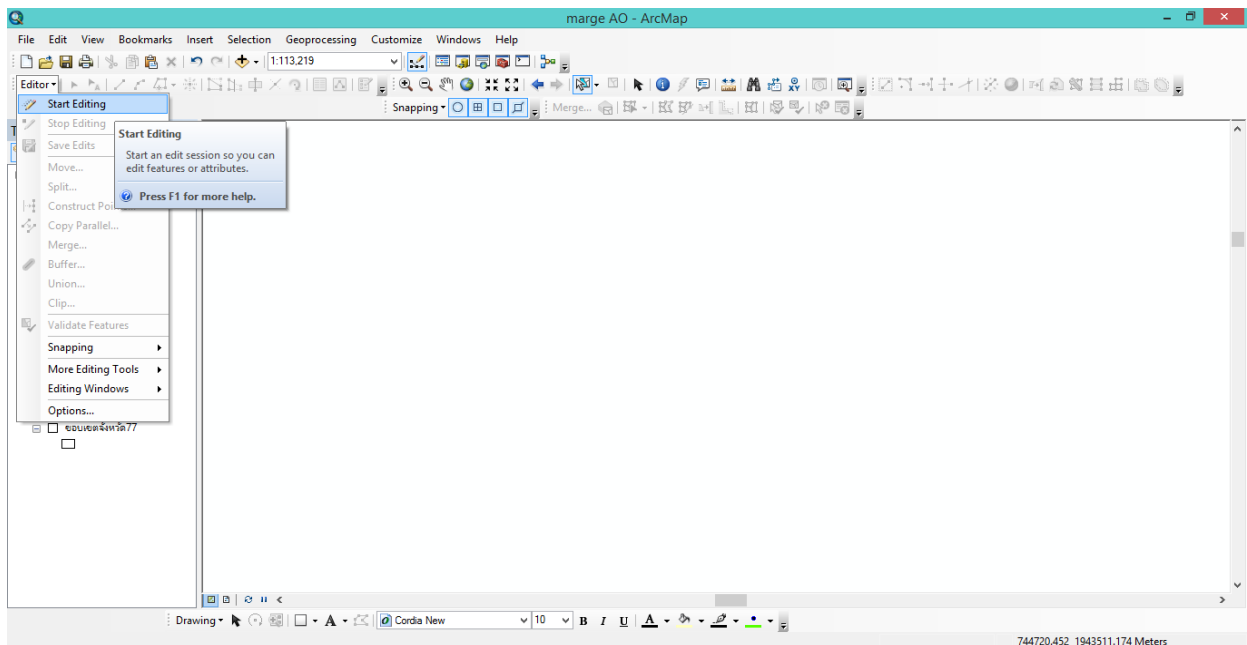 marge AO - ArcMap
File Edit View Bookmarks Insert Selection Geoprocessing Customize Windows Help
1:113,219
Editor
Snapping Merge...
Start Editing
Stop Editing
Save Edits
Move...
Split...
Construct Poi
Copy Parallel...
Merge...
Buffer...
Union...
Clip...
Validate Features
Snapping
More Editing Tools
Editing Windows
Options...
Start Editing
Start an edit session so you can
edit features or attributes.
Press F1 for more help.
ขอบเขตจังหวัด77
Drawing A Cordia New 10 B I U A
744720.452 1943511.174 Meters